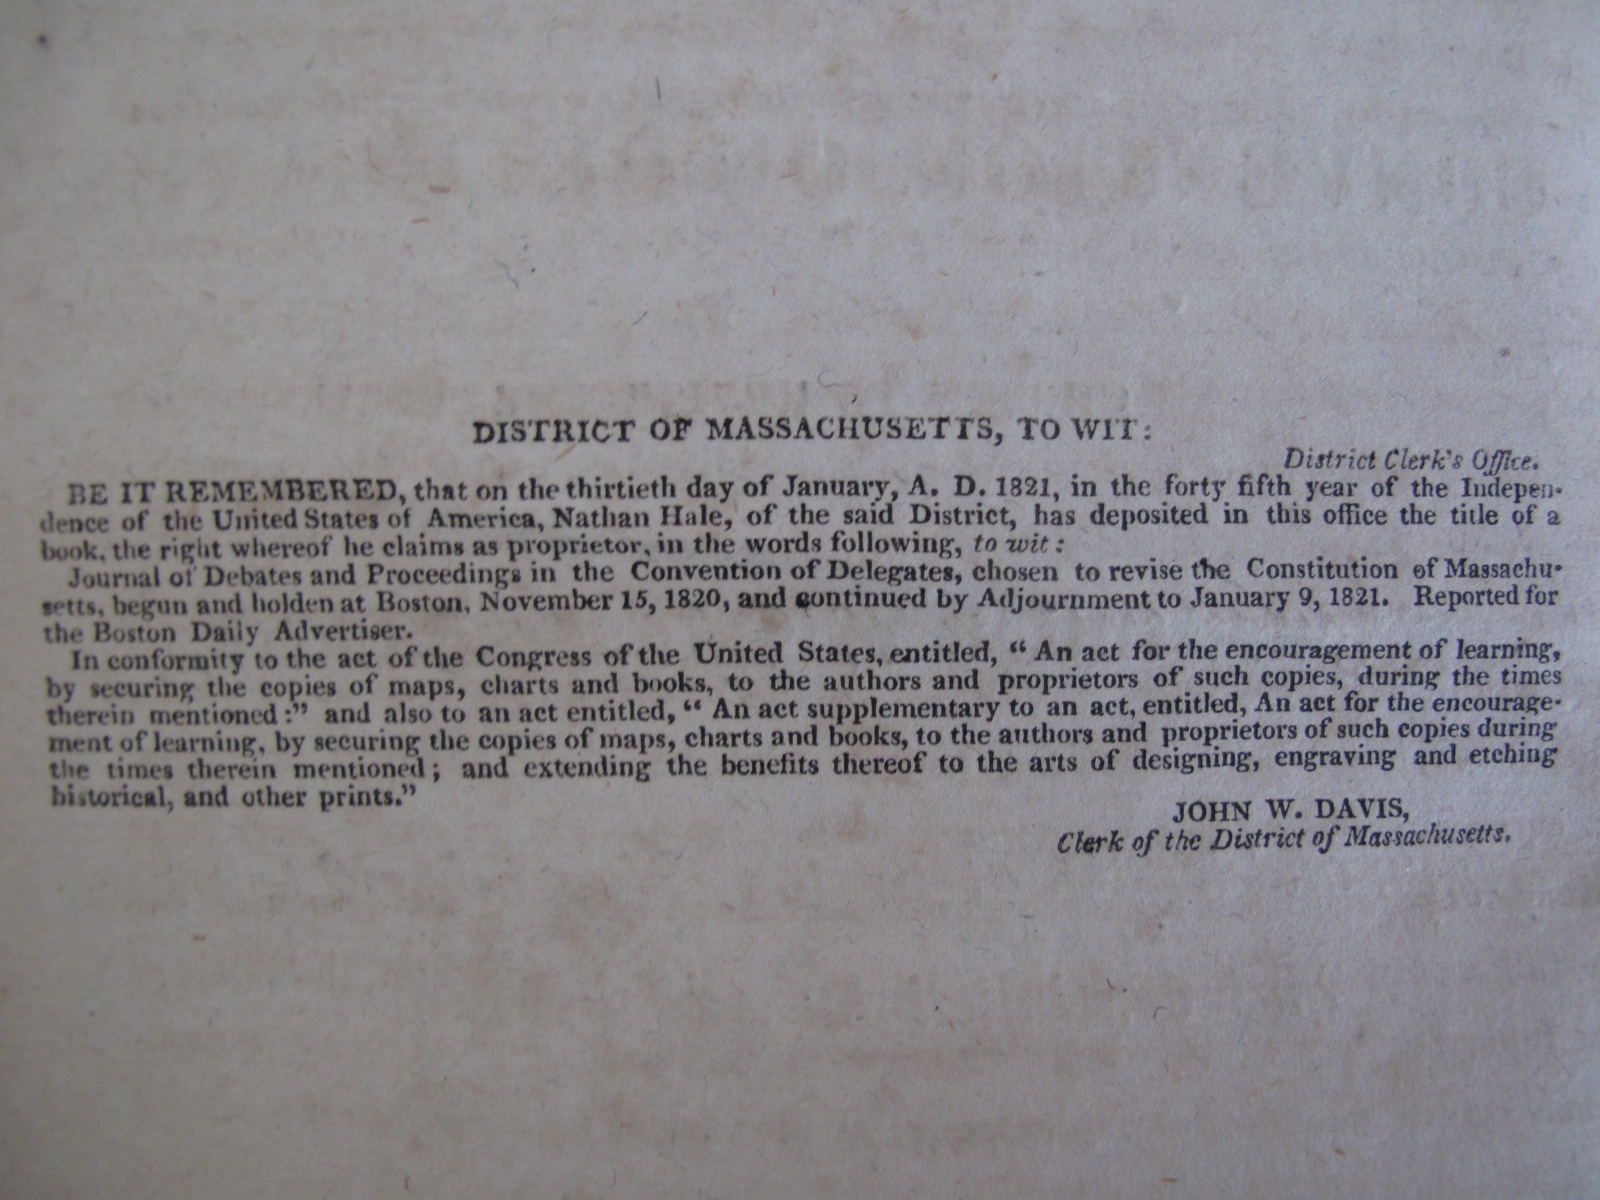 DISTRICT OF MASSACHUSETTS, TO WIT:
District Clerk's Office.
BE IT REMEMBERED, that on the thirtieth day of January, A. D. 1821, in the forty fifth year of the Indepen-
dence of the United States of America, Nathan Hale, of the said District, has deposited in this office the title of a
book, the right whereof he claims as proprietor, in the words following, to wit:
Journal of Debates and Proceedings in the Convention of Delegates, chosen to revise the Constitution of Massachu-
setts, begun and holden at Boston, November 15, 1820, and continued by Adjournment to January 9, 1821. Reported for
the Boston Daily Advertiser.
In conformity to the act of the Congress of the United States, entitled, “ An act for the encouragement of learning,
by securing the copies of maps, charts and books, to the authors and proprietors of such copies, during the times
therein mentioned:” and also to an act entitled, “ An act supplementary to an act, entitled, An act for the encourage-
ment of learning, by securing the copies of maps, charts and books, to the authors and proprietors of such copies during
the times therein mentioned; and extending the benefits thereof to the arts of designing, engraving and etching
historical, and other prints.”
JOHN W. DAVIS,
Clerk of the District of Massachusetts.